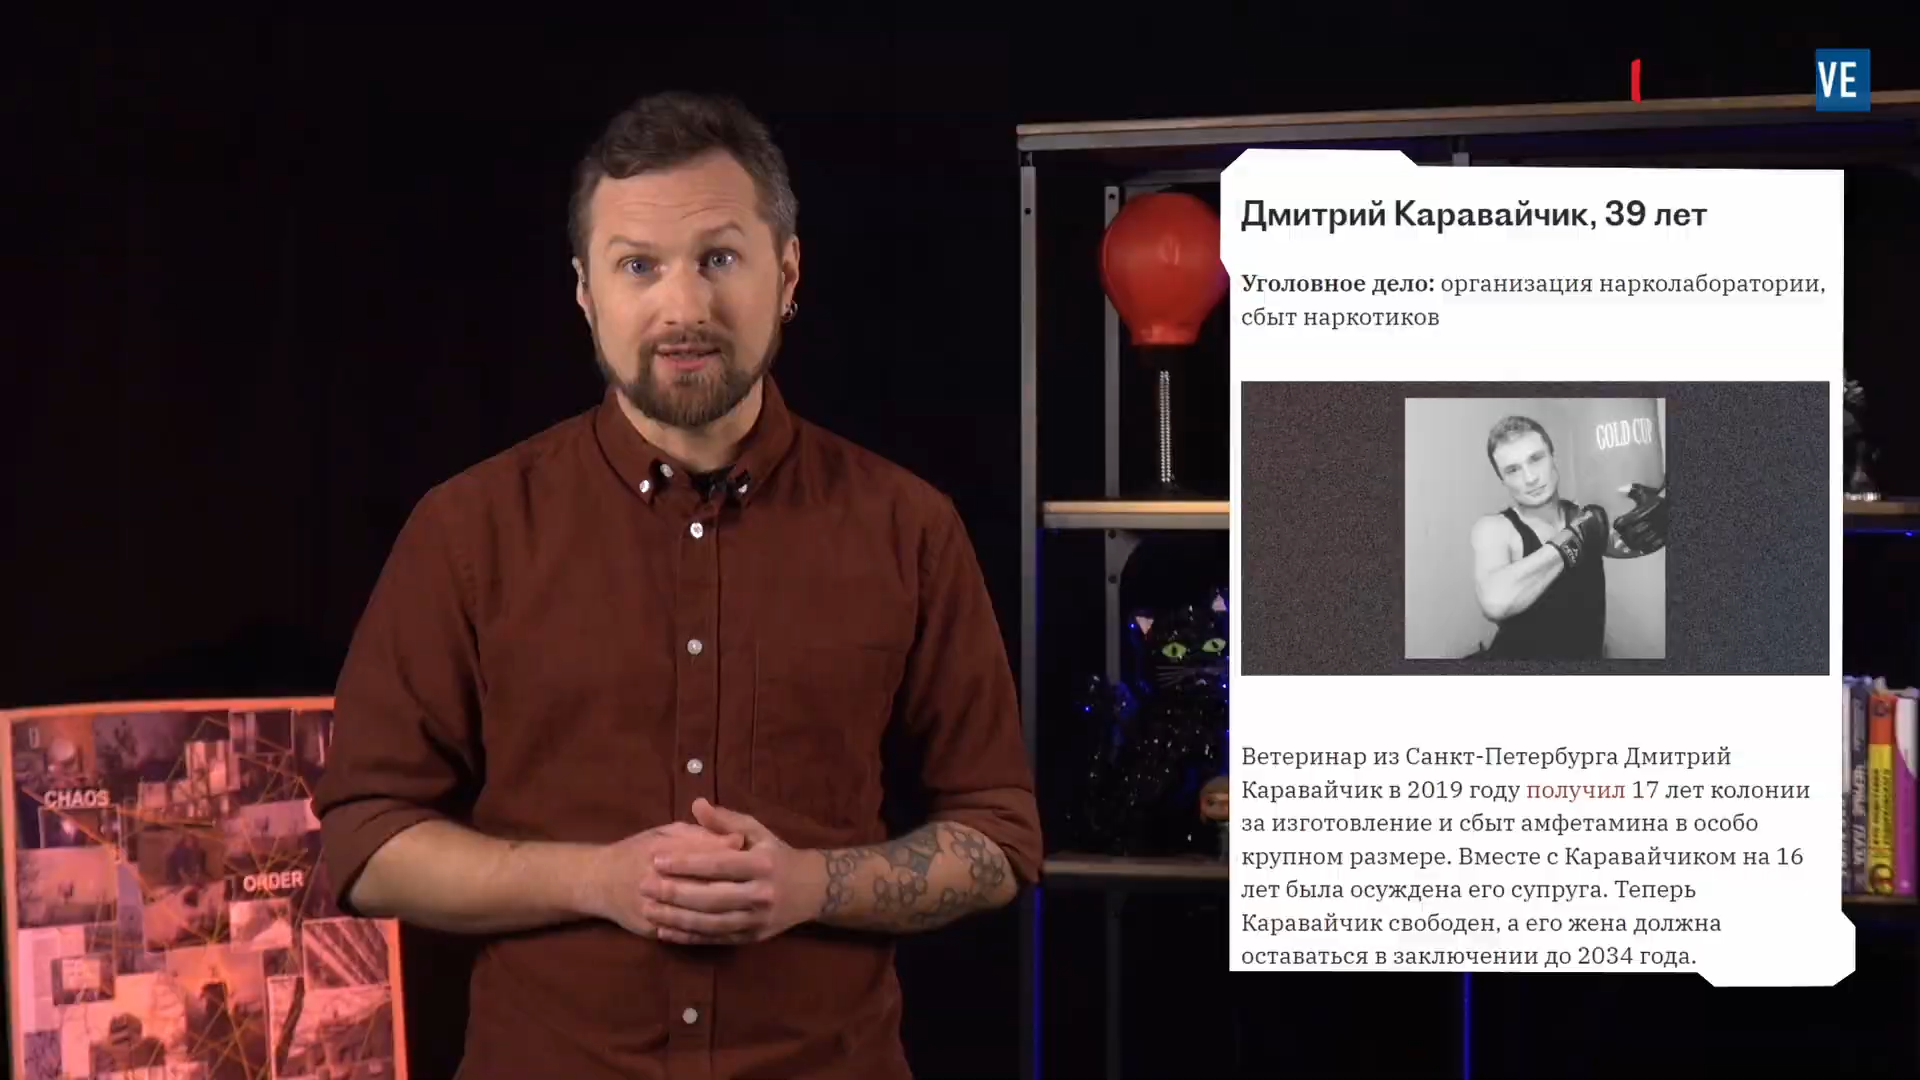 VE
Дмитрий Каравайчик, 39 лет
Уголовное дело: организация нарколаборатории,
сбыт наркотиков
GOLD CUP
Ветеринар из Санкт-Петербурга Дмитрий
Каравайчик в 2019 году получил 17 лет колонии
за изготовление и сбыт амфетамина в особо
крупном размере. Вместе с Каравайчиком на 16
лет была осуждена его супруга. Теперь
Каравайчик свободен, а его жена должна
оставаться в заключении до 2034 года.
CHAOS
ORDER